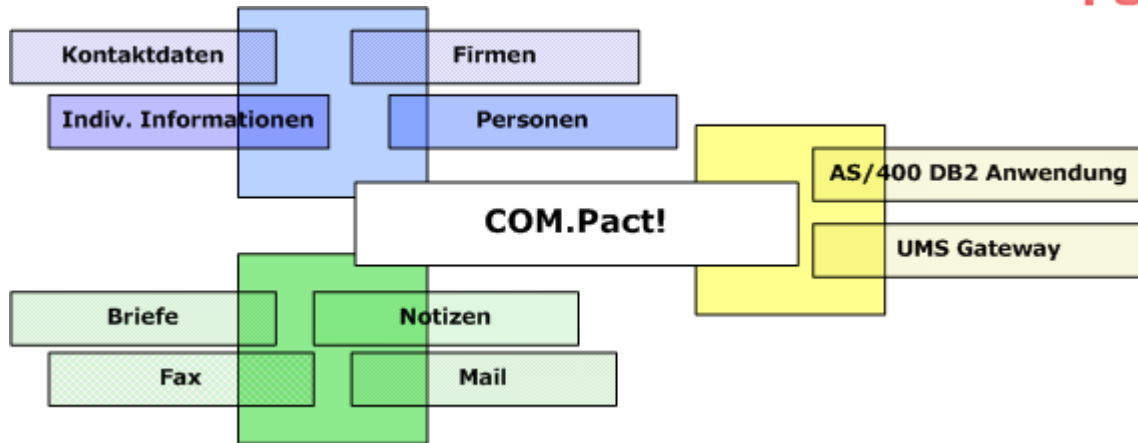 Kontaktdaten
Firmen
Indiv. Informationen
Personen
AS/400 DB2 Anwendung
COM.Pact!
UMS Gateway
Briefe
Notizen
Fax
Mail